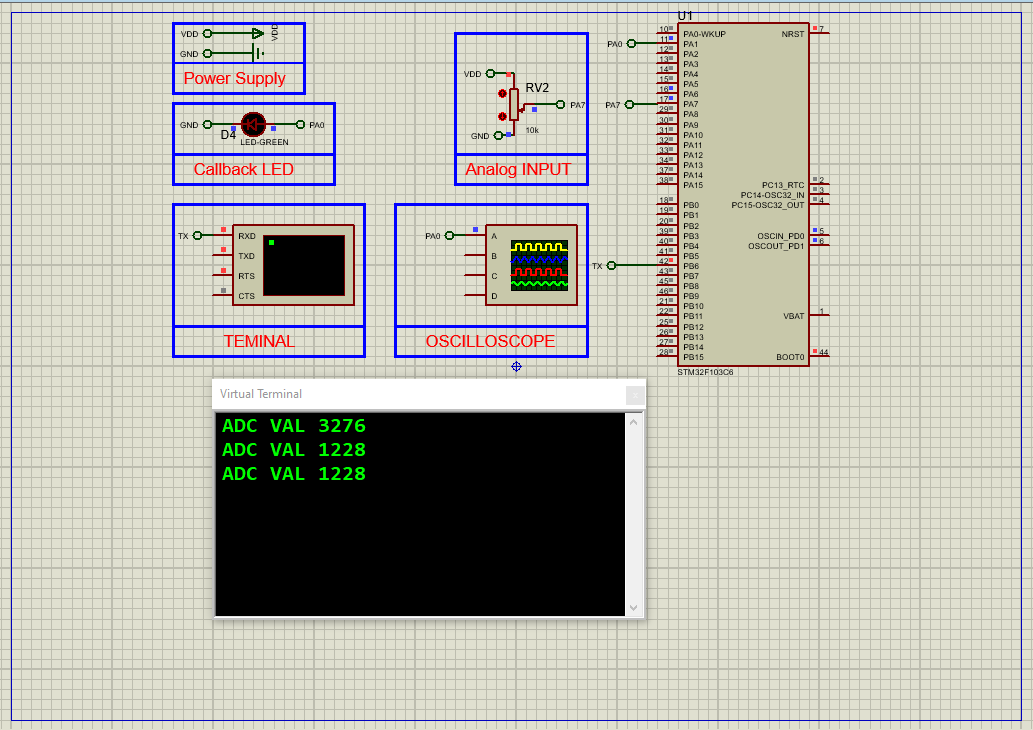 VDD
VDD
GND
Power Supply
GND
D4
LED-GREEN
PA0
Callback LED
VDD
RV2
PA7
GND
10k
Analog INPUT
TX
RXD
TXD
RTS
CTS
TEMINAL
PA0
A
B
C
D
OSCILLOSCOPE
U1
PA0
PA7
TX
10 PA0-WKUP
11 PA1
12 PA2
13 PA3
14 PA4
15 PA5
16 PA6
17 PA7
29 PA8
30 PA9
31 PA10
32 PA11
33 PA12
34 PA13
37 PA14
38 PA15
18 PB0
19 PB1
20 PB2
39 PB3
40 PB4
41 PB5
42 PB6
43 PB7
45 PB8
46 PB9
21 PB10
22 PB11
25 PB12
26 PB13
27 PB14
28 PB15
NRST 7
PC13_RTC 2
PC14-OSC32_IN 3
PC15-OSC32_OUT 4
OSCIN_PD0 5
OSCOUT_PD1 6
VBAT 1
BOOT0 44
STM32F103C6
Virtual Terminal
ADC VAL 3276
ADC VAL 1228
ADC VAL 1228